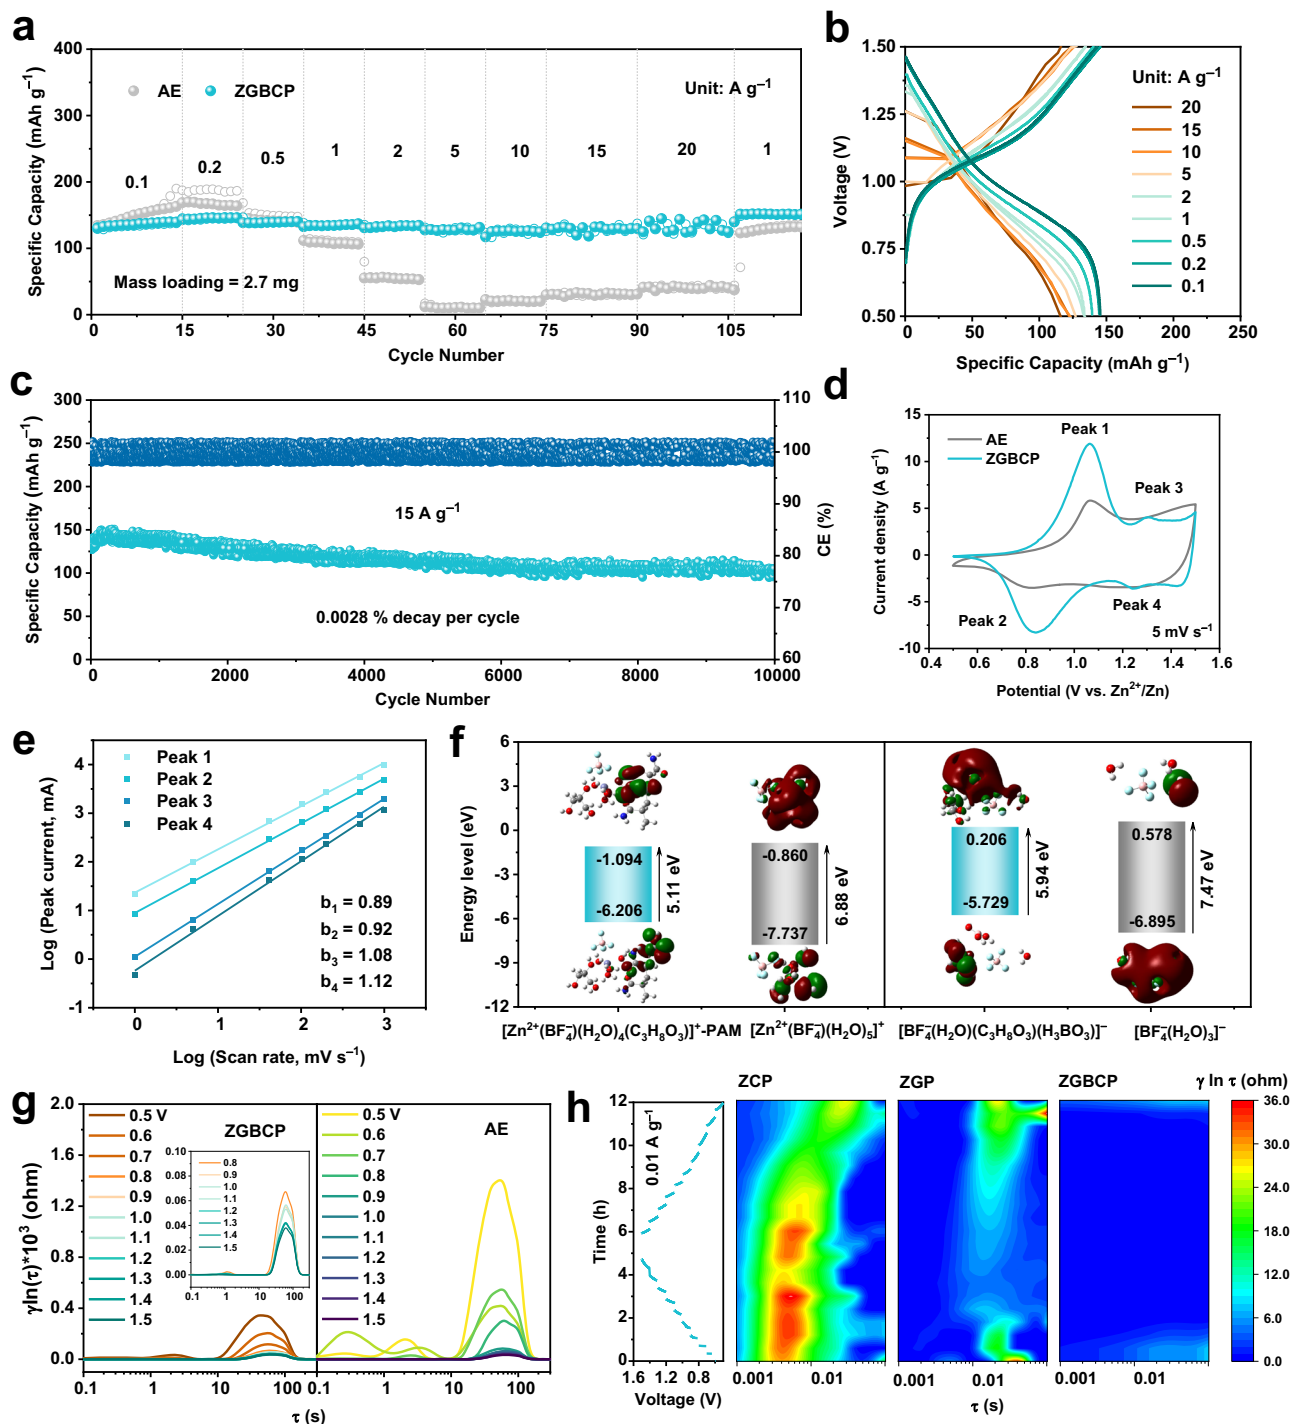 a
400
350
300
250
200
150
100
50
0
Specific Capacity (mAh g⁻¹)
AE
ZGBCP
Unit: A g⁻¹
0.1
0.2
0.5
1
2
5
10
15
20
1
Mass loading = 2.7 mg
0 15 30 45 60 75 90 105
Cycle Number
b
1.50
1.25
1.00
0.75
0.50
Voltage (V)
Unit: A g⁻¹
20
15
10
5
2
1
0.5
0.2
0.1
0 50 100 150 200 250
Specific Capacity (mAh g⁻¹)
c
300
250
200
150
100
50
0
Specific Capacity (mAh g⁻¹)
15 A g⁻¹
0.0028 % decay per cycle
110
100
90
80
70
60
CE (%)
0 2000 4000 6000 8000 10000
Cycle Number
d
15
10
5
0
-5
-10
Current density (A g⁻¹)
AE
ZGBCP
Peak 1
Peak 3
Peak 2
Peak 4
5 mV s⁻¹
0.4 0.6 0.8 1.0 1.2 1.4 1.6
Potential (V vs. Zn²⁺/Zn)
e
4
3
2
1
0
-1
Log (Peak current, mA)
Peak 1
Peak 2
Peak 3
Peak 4
b₁ = 0.89
b₂ = 0.92
b₃ = 1.08
b₄ = 1.12
0 1 2 3
Log (Scan rate, mV s⁻¹)
f
6
3
0
-3
-6
-9
-12
Energy level (eV)
-1.094
-6.206
5.11 eV
-0.860
-7.737
6.88 eV
0.206
-5.729
5.94 eV
0.578
-6.895
7.47 eV
[Zn²⁺(BF₄⁻)(H₂O)₄(C₃H₈O₃)]⁺-PAM
[Zn²⁺(BF₄⁻)(H₂O)₅]⁺
[BF₄⁻(H₂O)(C₃H₈O₃)(H₃BO₃)]⁻
[BF₄⁻(H₂O)₃]⁻
g
2.0
1.6
1.2
0.8
0.4
0.0
γln(τ)*10³ (ohm)
0.5 V
0.6
0.7
0.8
0.9
1.0
1.1
1.2
1.3
1.4
1.5
ZGBCP
0.10
0.08
0.06
0.04
0.02
0.00
0.8
0.9
1.0
1.1
1.2
1.3
1.4
1.5
0.1 1 10 100
0.5 V
0.6
0.7
0.8
0.9
1.0
1.1
1.2
1.3
1.4
1.5
AE
0.1 1 10 100 0.1 1 10 100
τ (s)
h
12
10
8
6
4
2
0
Time (h)
0.01 A g⁻¹
1.6 1.2 0.8
Voltage (V)
ZCP
ZGP
ZGBCP
0.001 0.01
0.001 0.01
0.001 0.01
τ (s)
γ ln τ (ohm)
36.0
30.0
24.0
18.0
12.0
6.0
0.0